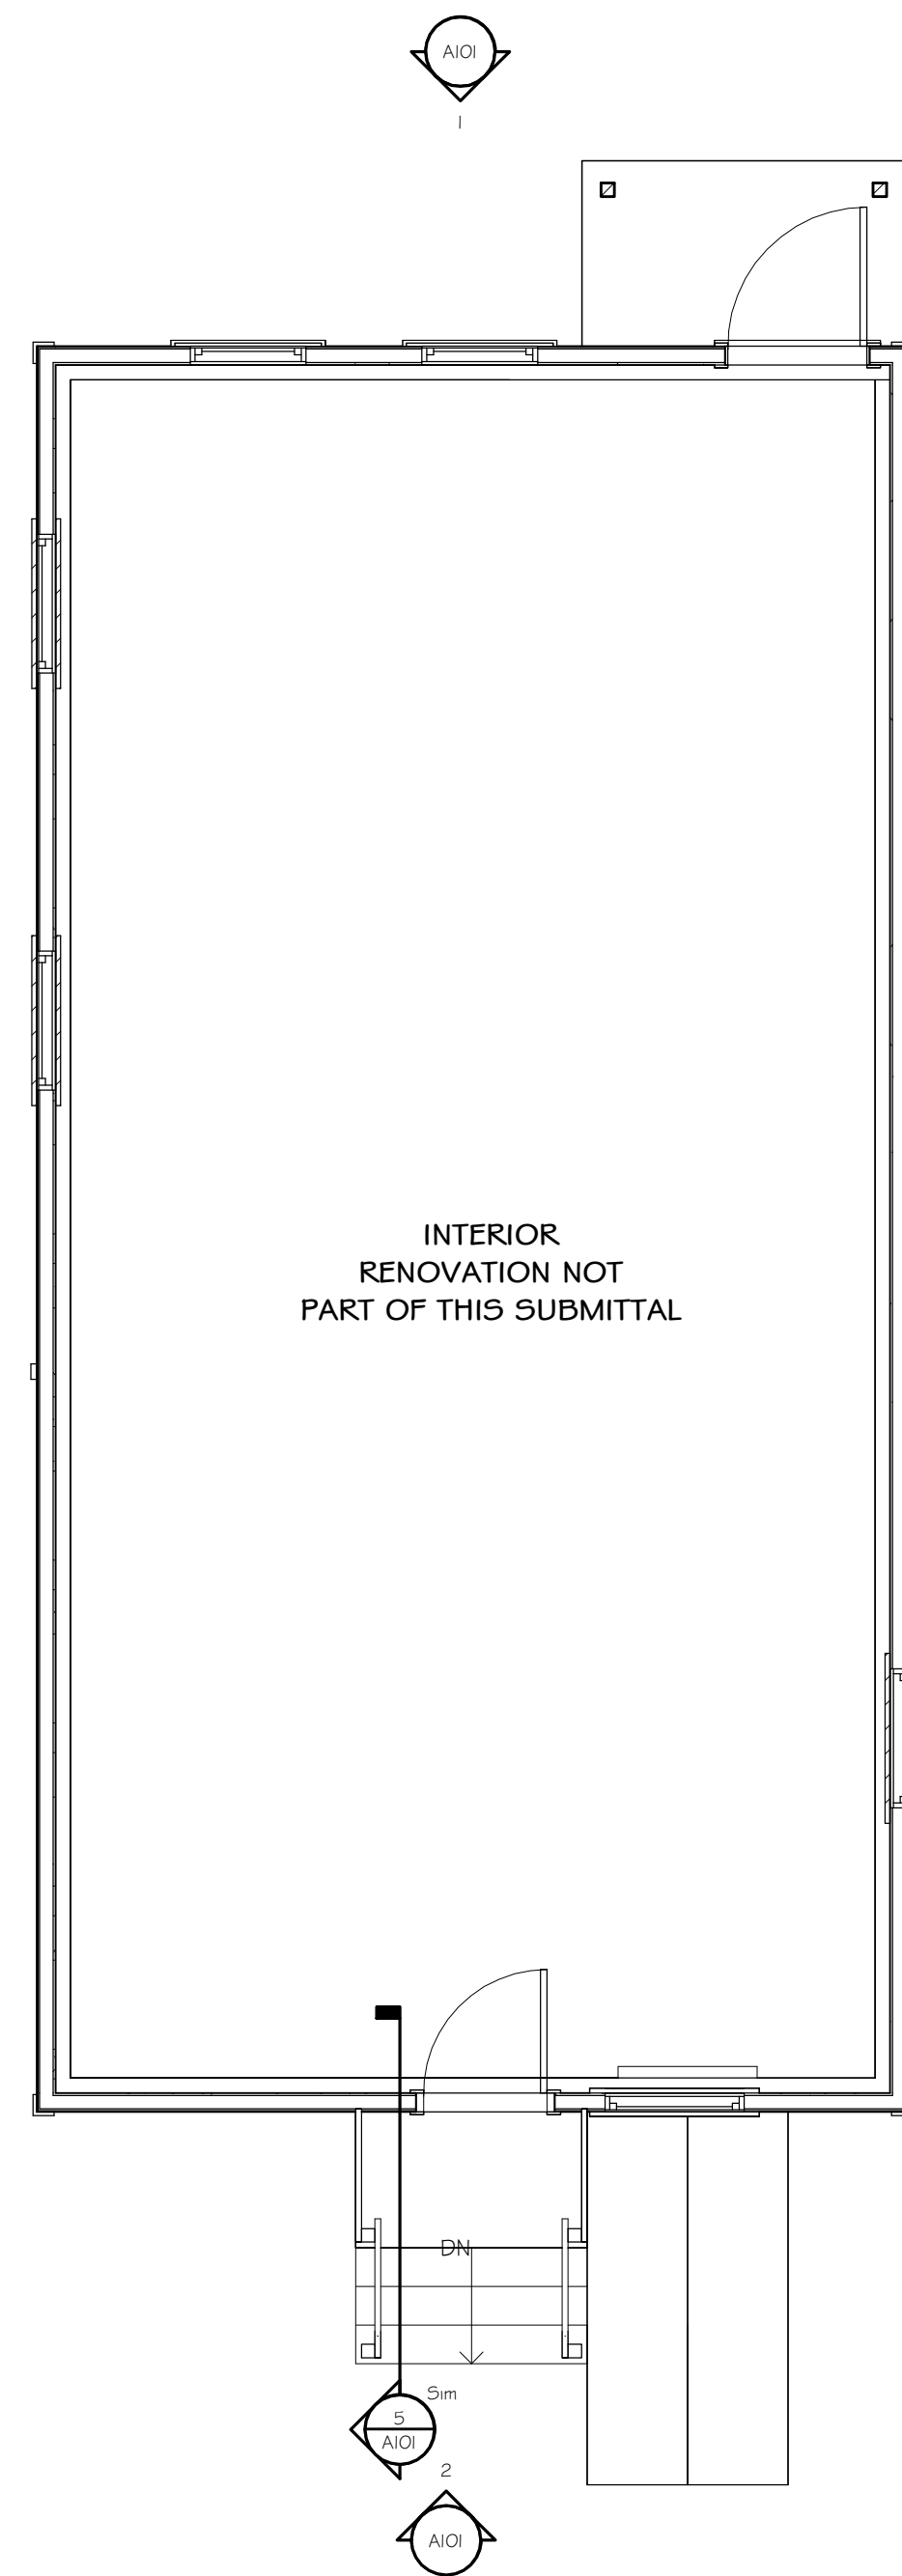 A101
1
INTERIOR
RENOVATION NOT
PART OF THIS SUBMITTAL
DN
Sim
5
A101
2
A101